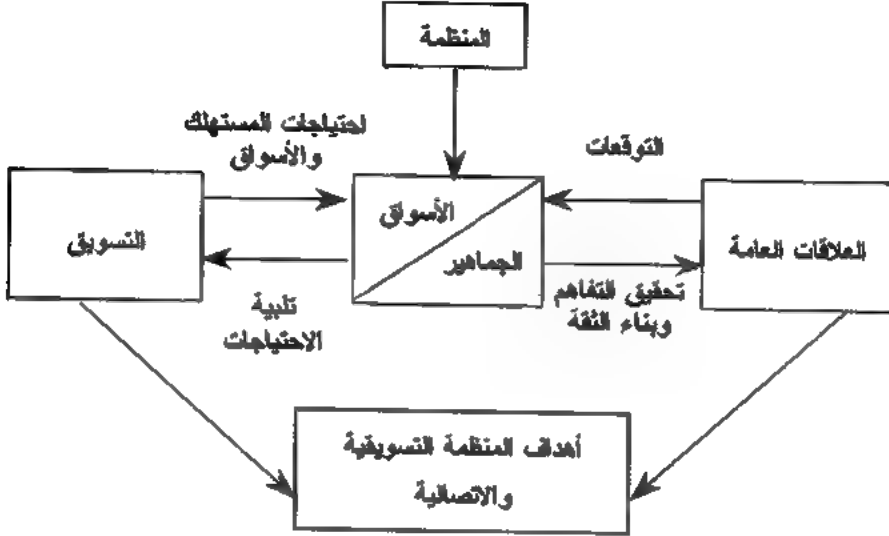 المنظمة
احتياجات المستهلك
والأسواق
التوقعات
الأسواق
الجماهير
التسويق
العلاقات العامة
تلبية
الاحتياجات
تحقيق التفاهم
وبناء الثقة
أهداف المنظمة التسويقية
والاتصالية